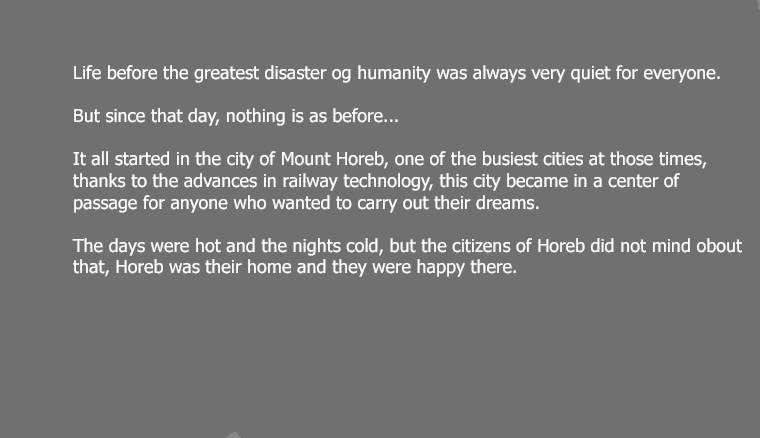 Life before the greatest disaster og humanity was always very quiet for everyone.
But since that day, nothing is as before...
It all started in the city of Mount Horeb, one of the busiest cities at those times,
thanks to the advances in railway technology, this city became in a center of
passage for anyone who wanted to carry out their dreams.
The days were hot and the nights cold, but the citizens of Horeb did not mind obout
that, Horeb was their home and they were happy there.